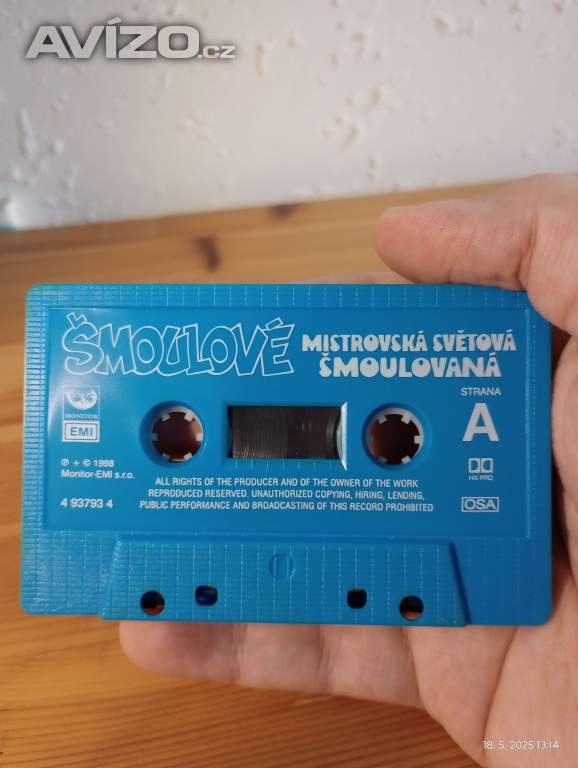 AVÍZO.cz
ŠMOULOVÉ
MISTROVSKÁ SVĚTOVÁ
ŠMOULOVANÁ
STRANA
A
MONITOR
EMI
℗ + © 1998
Monitor-EMI s.r.o.
4 93793 4
ALL RIGHTS OF THE PRODUCER AND OF THE OWNER OF THE WORK
REPRODUCED RESERVED. UNAUTHORIZED COPYING, HIRING, LENDING,
PUBLIC PERFORMANCE AND BROADCASTING OF THIS RECORD PROHIBITED
HX-PRO
OSA
18. 5. 2025 13:14